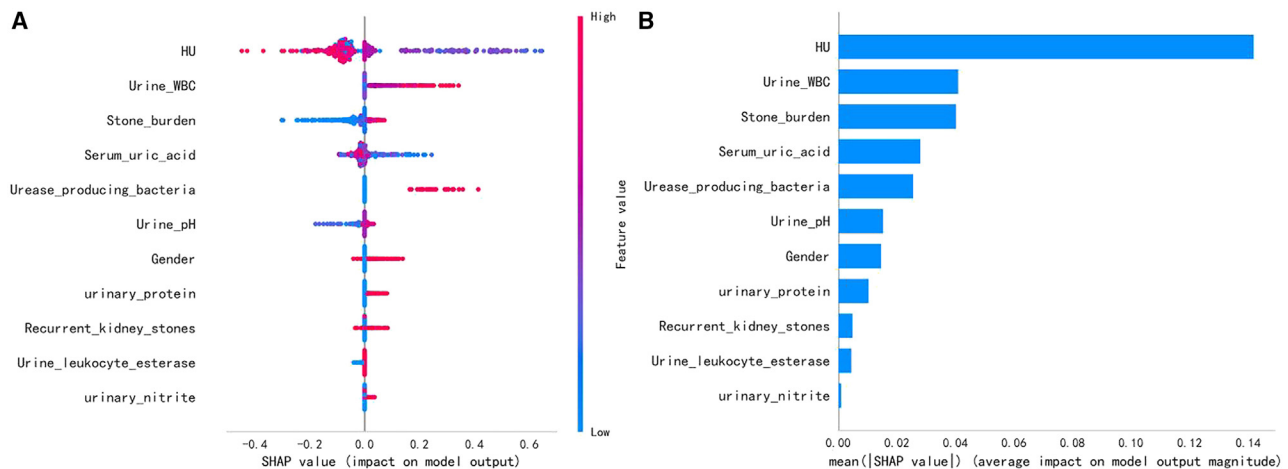 A
HU
Urine_WBC
Stone_burden
Serum_uric_acid
Urease_producing_bacteria
Urine_pH
Gender
urinary_protein
Recurrent_kidney_stones
Urine_leukocyte_esterase
urinary_nitrite
-0.4 -0.2 0.0 0.2 0.4 0.6
SHAP value (impact on model output)
High
Feature value
Low
B
HU
Urine_WBC
Stone_burden
Serum_uric_acid
Urease_producing_bacteria
Urine_pH
Gender
urinary_protein
Recurrent_kidney_stones
Urine_leukocyte_esterase
urinary_nitrite
0.00 0.02 0.04 0.06 0.08 0.10 0.12 0.14
mean(|SHAP value|) (average impact on model output magnitude)